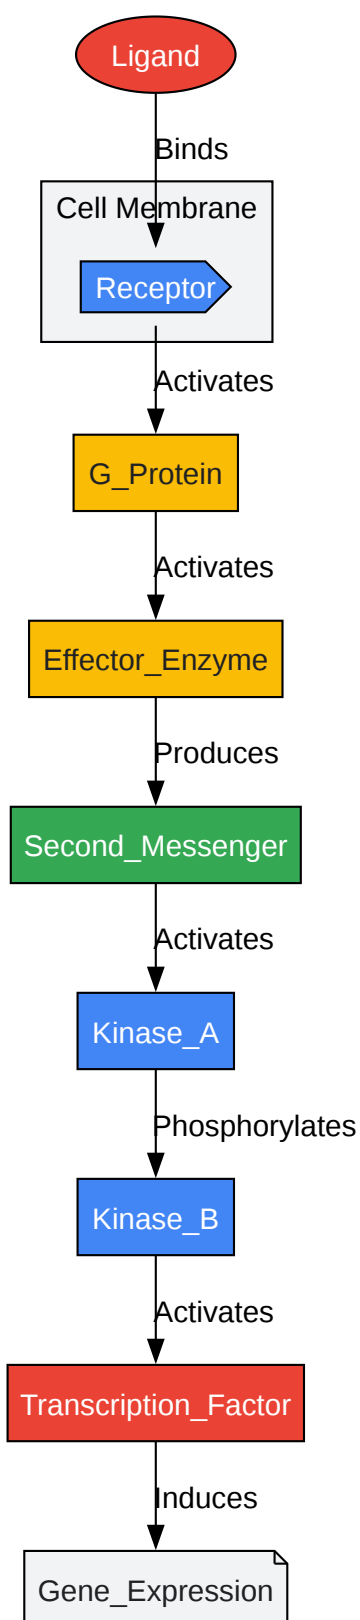 Ligand
Binds
Cell Membrane
Receptor
Activates
G_Protein
Activates
Effector_Enzyme
Produces
Second_Messenger
Activates
Kinase_A
Phosphorylates
Kinase_B
Activates
Transcription_Factor
Induces
Gene_Expression